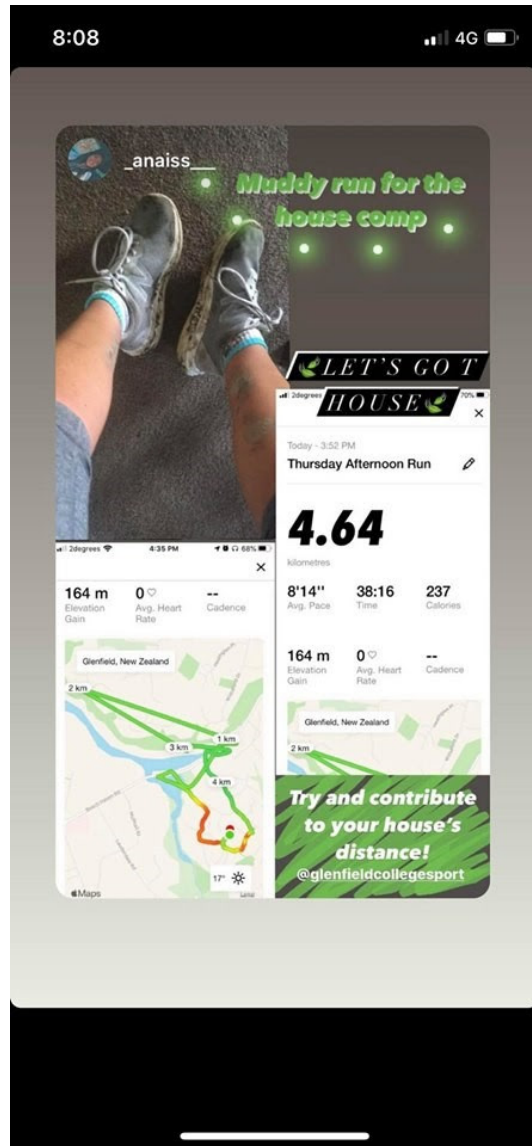 8:08
4G
_anaiss__
Muddy run for the
house comp
LET'S GO T
HOUSE
2degrees
70%
Today - 3:52 PM
Thursday Afternoon Run
4.64
kilometres
8'14"
38:16
237
Avg. Pace
Time
Calories
164 m
0
--
Elevation
Gain
Avg. Heart
Rate
Cadence
Glenfield, New Zealand
2 km
2degrees
4:35 PM
68%
164 m
0
--
Elevation
Gain
Avg. Heart
Rate
Cadence
Glenfield, New Zealand
2 km
3 km
1 km
4 km
17°
Maps
Try and contribute
to your house's
distance!
@glenfieldcollegesport